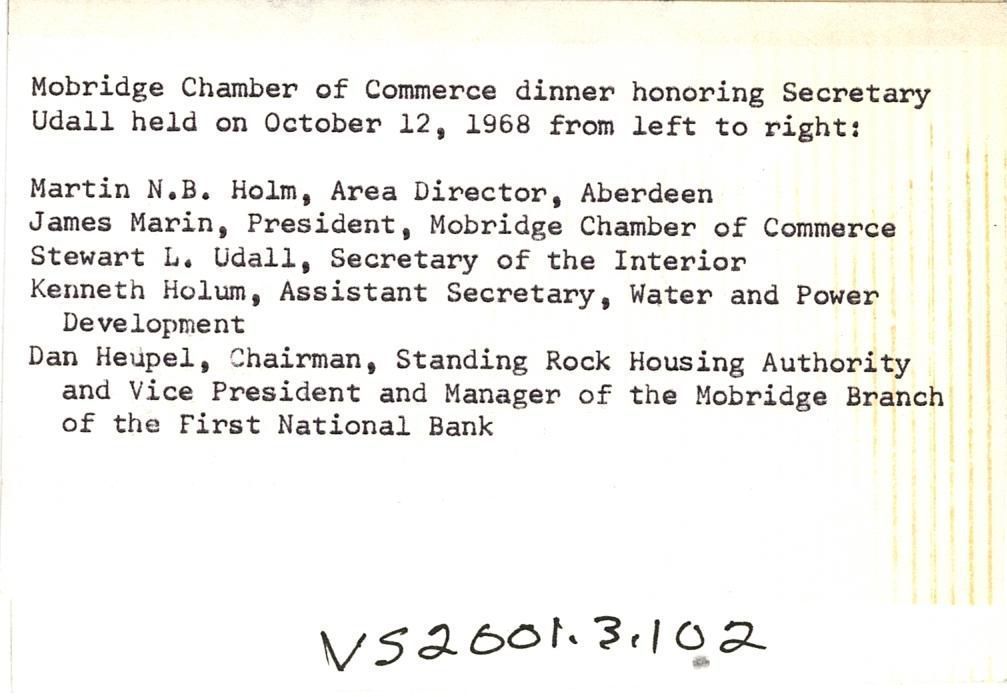 Mobridge Chamber of Commerce dinner honoring Secretary
Udall held on October 12, 1968 from left to right:
Martin N.B. Holm, Area Director, Aberdeen
James Marin, President, Mobridge Chamber of Commerce
Stewart L. Udall, Secretary of the Interior
Kenneth Holum, Assistant Secretary, Water and Power
Development
Dan Heupel, Chairman, Standing Rock Housing Authority
and Vice President and Manager of the Mobridge Branch
of the First National Bank
VS2001.3.102